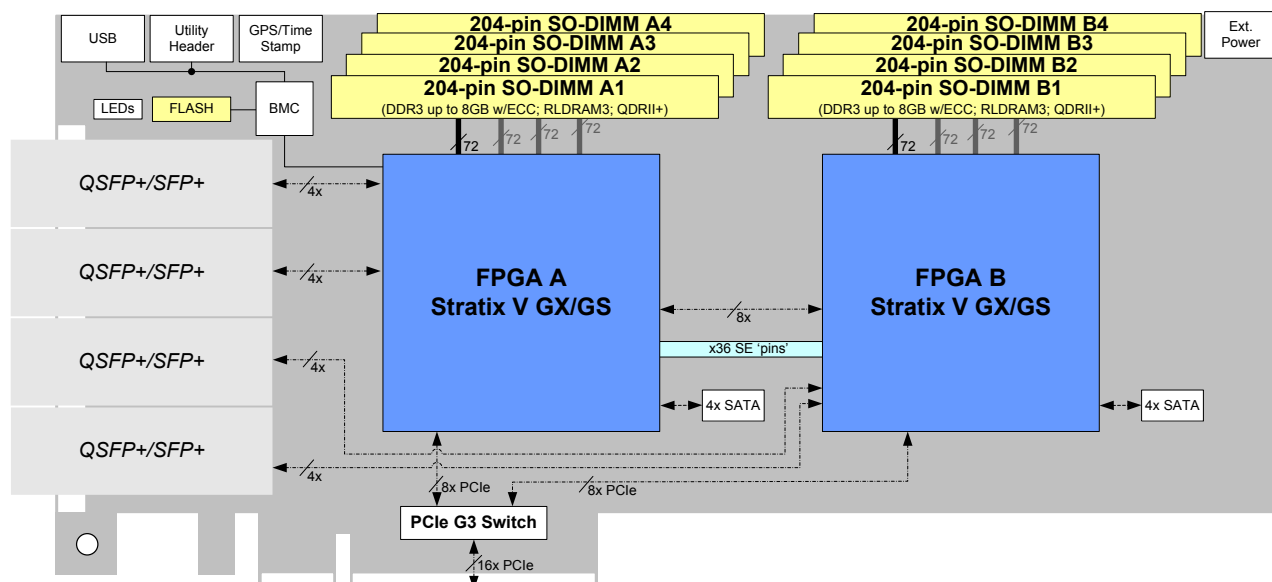 USB
Utility
Header
GPS/Time
Stamp
Ext.
Power
204-pin SO-DIMM A4
204-pin SO-DIMM A3
204-pin SO-DIMM A2
204-pin SO-DIMM A1
(DDR3 up to 8GB w/ECC; RLDRAM3; QDRII+)
204-pin SO-DIMM B4
204-pin SO-DIMM B3
204-pin SO-DIMM B2
204-pin SO-DIMM B1
(DDR3 up to 8GB w/ECC; RLDRAM3; QDRII+)
LEDs
FLASH
BMC
72
72
72
72
72
72
72
72
QSFP+/SFP+
4x
QSFP+/SFP+
4x
QSFP+/SFP+
4x
QSFP+/SFP+
4x
FPGA A
Stratix V GX/GS
FPGA B
Stratix V GX/GS
8x
x36 SE 'pins'
4x SATA
4x SATA
8x PCIe
8x PCIe
PCIe G3 Switch
16x PCIe